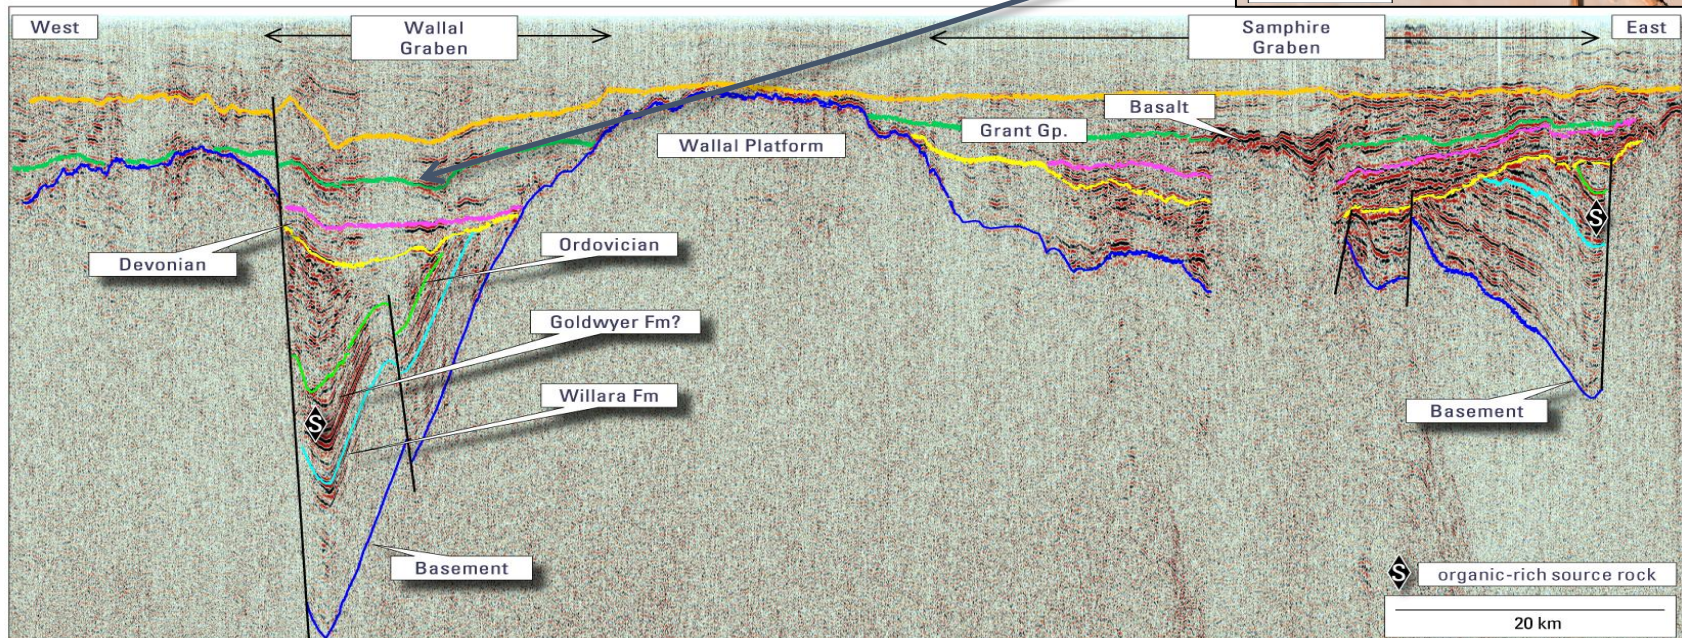 West
Wallal
Graben
Samphire
Graben
East
Basalt
Grant Gp.
Wallal Platform
Ordovician
Devonian
Goldwyer Fm?
S
Willara Fm
S
Basement
Basement
S organic-rich source rock
20 km